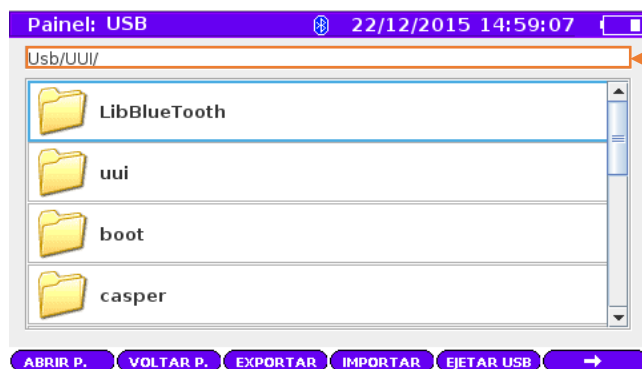 Painel: USB 22/12/2015 14:59:07
Usb/UUI/
LibBlueTooth
uui
boot
casper
ABRIR P. VOLTAR P. EXPORTAR IMPORTAR EJETAR USB →